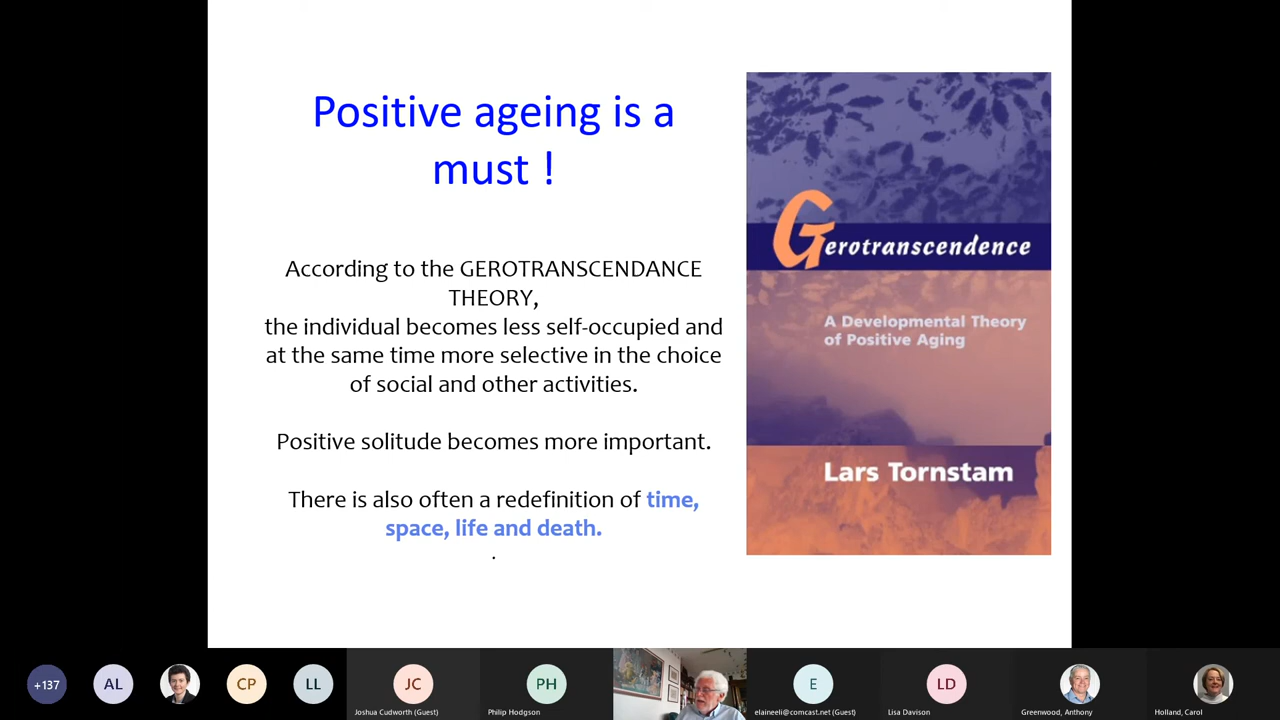 Positive ageing is a
must !
According to the GEROTRANSCENDANCE
THEORY,
the individual becomes less self-occupied and
at the same time more selective in the choice
of social and other activities.
Positive solitude becomes more important.
There is also often a redefinition of time,
space, life and death.
.
Gerotranscendence
A Developmental Theory
of Positive Aging
Lars Tornstam
+137
AL
CP
LL
JC
Joshua Cudworth (Guest)
PH
Philip Hodgson
E
elaineeli@comcast.net (Guest)
LD
Lisa Davison
Greenwood, Anthony
Holland, Carol